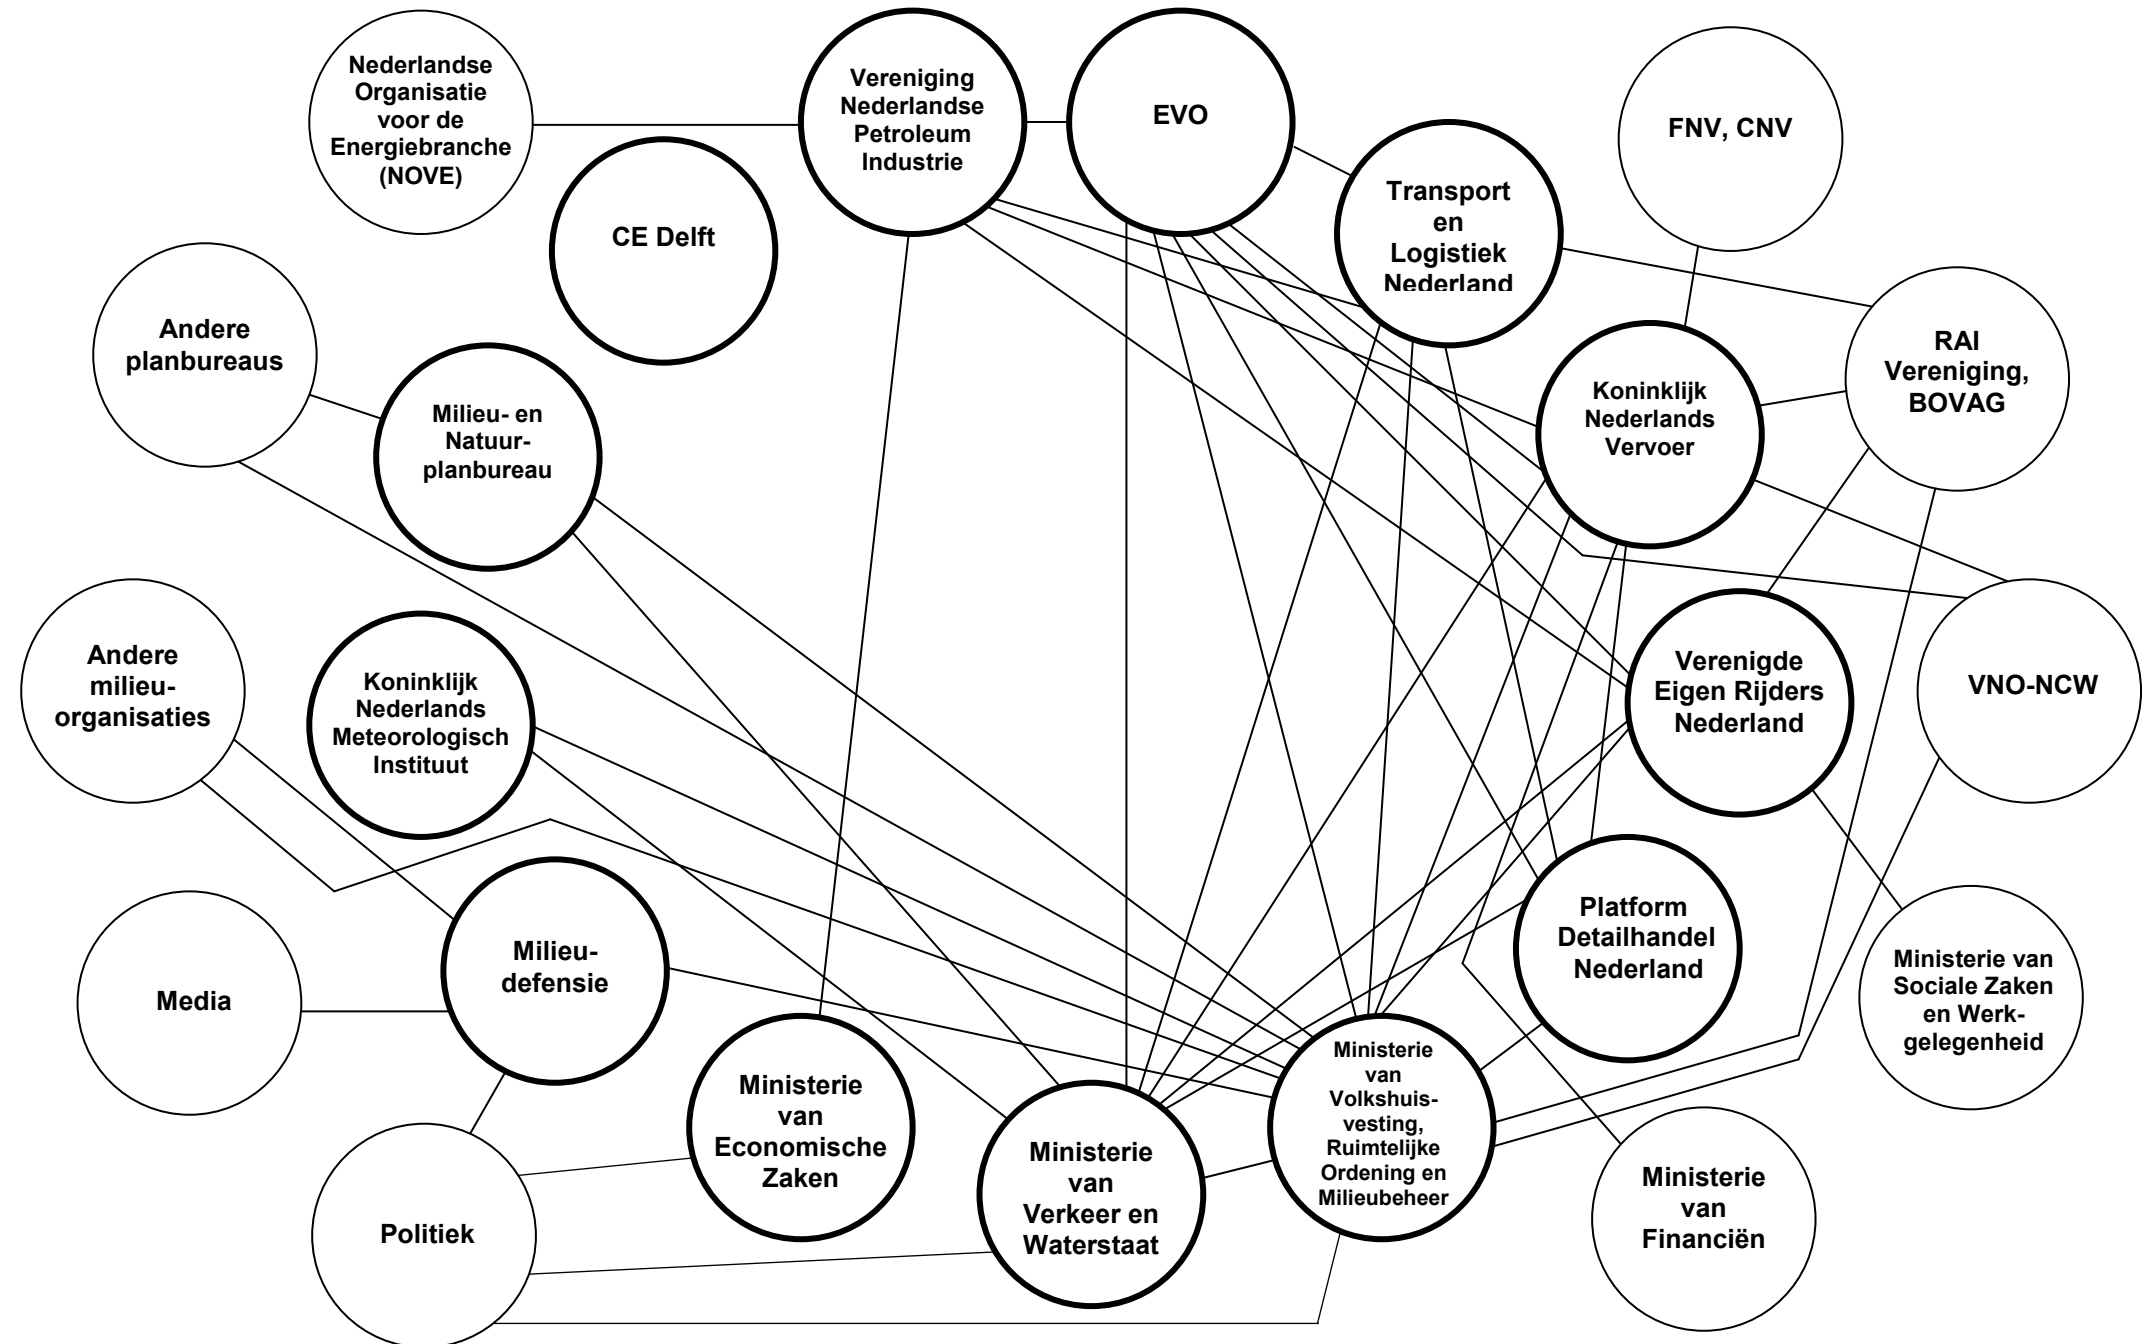 Nederlandse
Organisatie
voor de
Energiebranche
(NOVE)
Vereniging
Nederlandse
Petroleum
Industrie
EVO
FNV, CNV
CE Delft
Transport
en
Logistiek
Nederland
Andere
planbureaus
Milieu- en
Natuur-
planbureau
Koninklijk
Nederlands
Vervoer
RAI
Vereniging,
BOVAG
Andere
milieu-
organisaties
Koninklijk
Nederlands
Meteorologisch
Instituut
Verenigde
Eigen Rijders
Nederland
VNO-NCW
Media
Milieu-
defensie
Platform
Detailhandel
Nederland
Ministerie van
Sociale Zaken
en Werk-
gelegenheid
Politiek
Ministerie
van
Economische
Zaken
Ministerie
van
Verkeer en
Waterstaat
Ministerie
van
Volkshuis-
vesting,
Ruimtelijke
Ordening en
Milieubeheer
Ministerie
van
Financiën